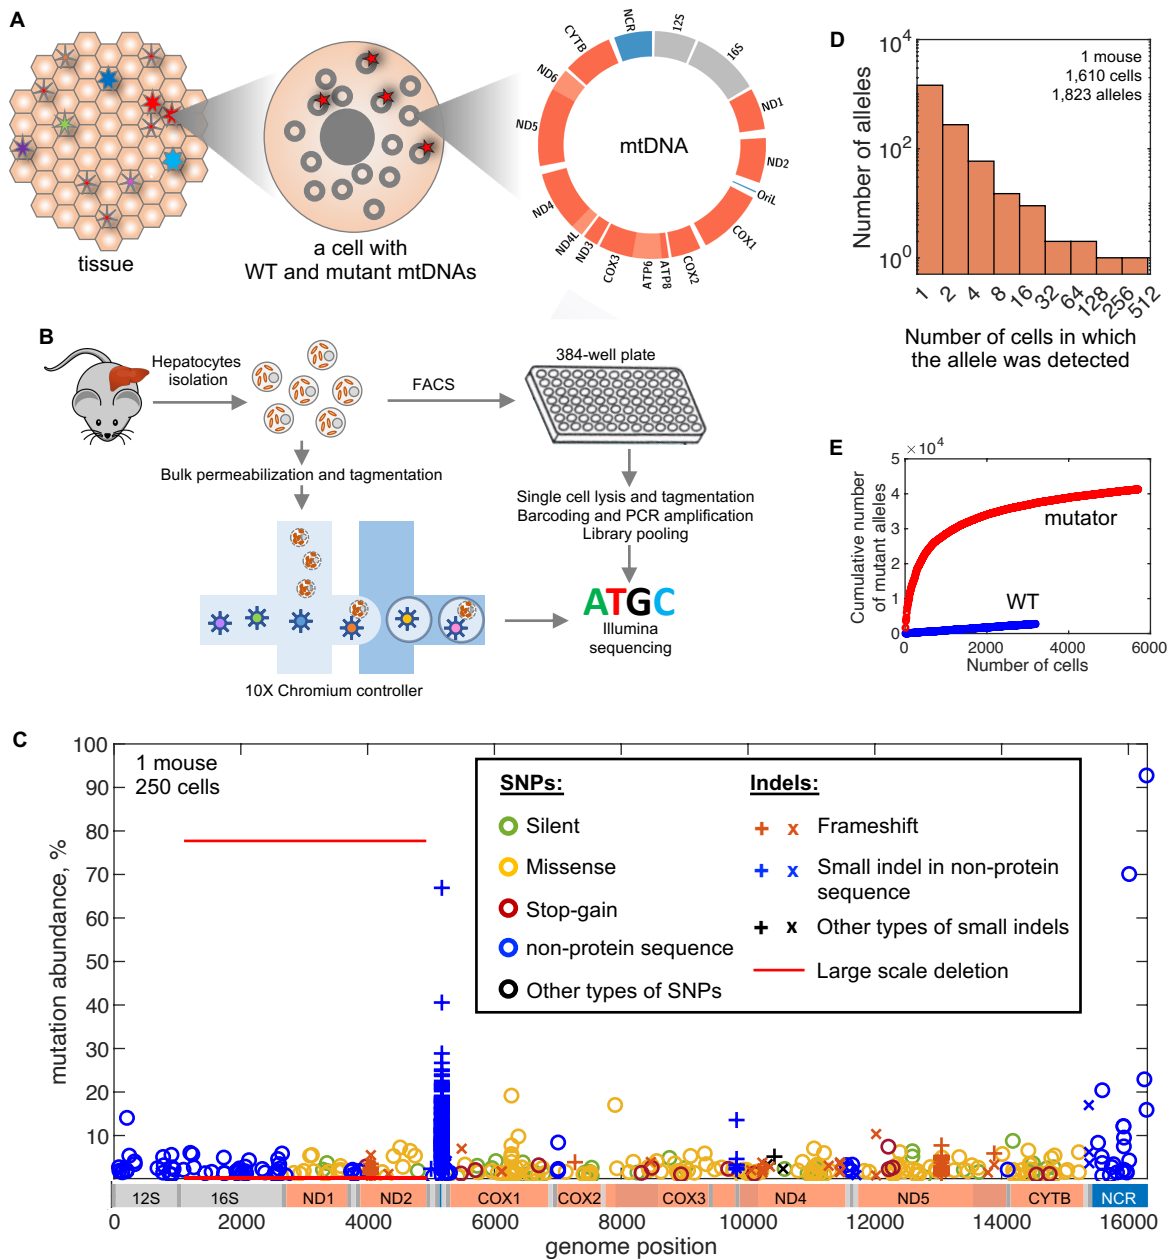 A
tissue
a cell with
WT and mutant mtDNAs
mtDNA
NCR
12S
16S
ND1
ND2
OriL
COX1
COX2
ATP8
ATP6
COX3
ND3
ND4L
ND4
ND5
ND6
CYTB
D
1 mouse
1,610 cells
1,823 alleles
Number of alleles
10^4
10^2
10^0
1 2 4 8 16 32 64 128 256 512
Number of cells in which
the allele was detected
B
Hepatocytes
isolation
FACS
384-well plate
Bulk permeabilization and tagmentation
Single cell lysis and tagmentation
Barcoding and PCR amplification
Library pooling
ATGC
Illumina
sequencing
10X Chromium controller
E
×10^4
Cumulative number
of mutant alleles
5
4
3
2
1
0
mutator
WT
0 2000 4000 6000
Number of cells
C
mutation abundance, %
100
90
80
70
60
50
40
30
20
10
1 mouse
250 cells
SNPs:
Silent
Missense
Stop-gain
non-protein sequence
Other types of SNPs
Indels:
+ x Frameshift
+ x Small indel in non-protein
sequence
+ x Other types of small indels
Large scale deletion
12S 16S ND1 ND2 COX1 COX2 COX3 ND4 ND5 CYTB NCR
0 2000 4000 6000 8000 10000 12000 14000 16000
genome position